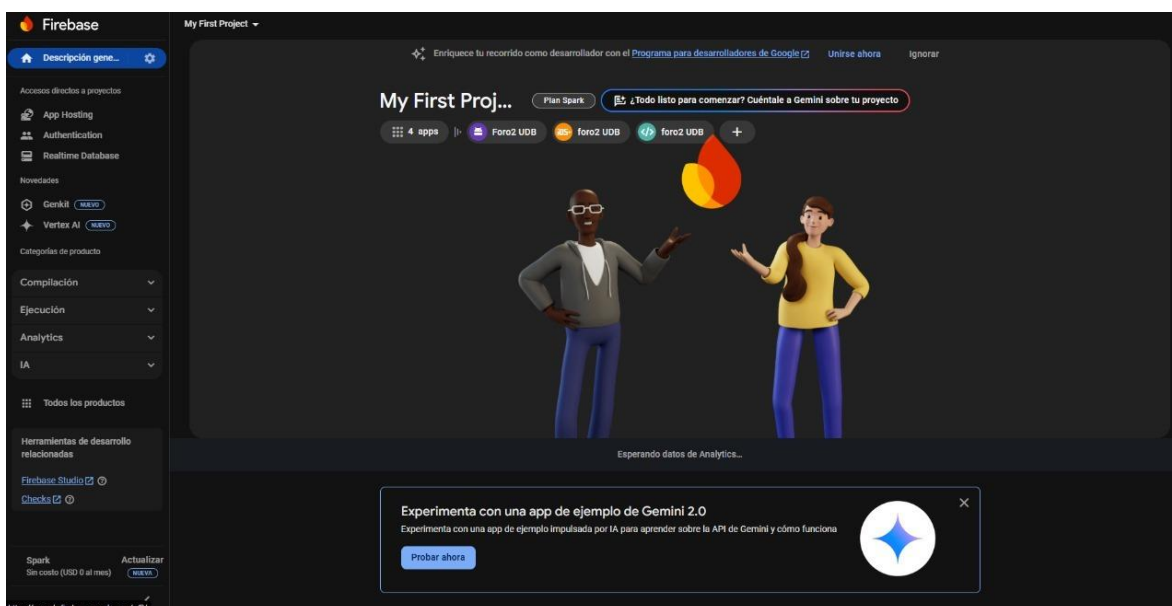 Firebase
My First Project
Descripción gene...
Enriquece tu recorrido como desarrollador con el Programa para desarrolladores de Google Unirse ahora Ignorar
Accesos directos a proyectos
App Hosting
Authentication
Realtime Database
Novedades
Genkit NUEVO
Vertex AI NUEVO
Categorías de producto
Compilación
Ejecución
Analytics
IA
Todos los productos
Herramientas de desarrollo
relacionadas
Firebase Studio
Checks
Spark Actualizar
Sin costo (USD 0 al mes) NUEVA
My First Proj... Plan Spark ¿Todo listo para comenzar? Cuéntale a Gemini sobre tu proyecto
4 apps Foro2 UDB iOS+ foro2 UDB </> foro2 UDB +
Esperando datos de Analytics...
Experimenta con una app de ejemplo de Gemini 2.0
Experimenta con una app de ejemplo impulsada por IA para aprender sobre la API de Gemini y cómo funciona
Probar ahora